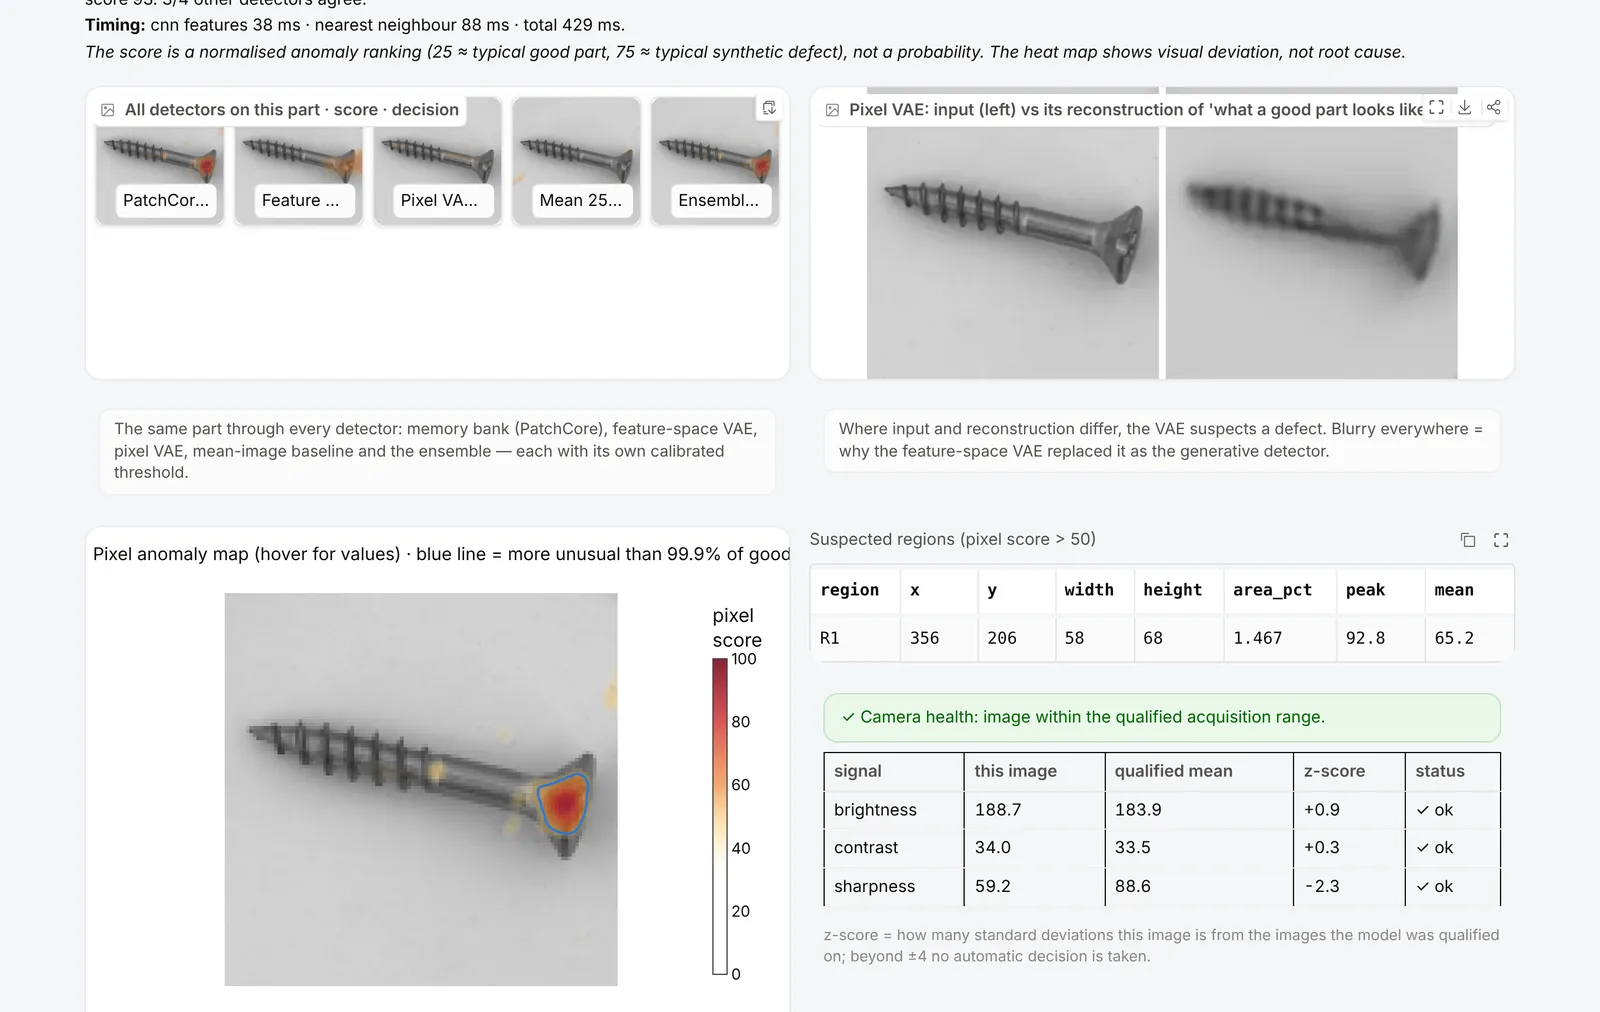 Timing: cnn features 38 ms · nearest neighbour 88 ms · total 429 ms.
The score is a normalised anomaly ranking (25 ≈ typical good part, 75 ≈ typical synthetic defect), not a probability. The heat map shows visual deviation, not root cause.
All detectors on this part · score · decision
PatchCor...
Feature ...
Pixel VA...
Mean 25...
Ensembl...
Pixel VAE: input (left) vs its reconstruction of 'what a good part looks like
The same part through every detector: memory bank (PatchCore), feature-space VAE,
pixel VAE, mean-image baseline and the ensemble — each with its own calibrated
threshold.
Where input and reconstruction differ, the VAE suspects a defect. Blurry everywhere =
why the feature-space VAE replaced it as the generative detector.
Pixel anomaly map (hover for values) · blue line = more unusual than 99.9% of good
pixel
score
100
80
60
40
20
0
Suspected regions (pixel score > 50)
region x y width height area_pct peak mean
R1 356 206 58 68 1.467 92.8 65.2
✓ Camera health: image within the qualified acquisition range.
signal this image qualified mean z-score status
brightness 188.7 183.9 +0.9 ✓ ok
contrast 34.0 33.5 +0.3 ✓ ok
sharpness 59.2 88.6 -2.3 ✓ ok
z-score = how many standard deviations this image is from the images the model was qualified
on; beyond ±4 no automatic decision is taken.